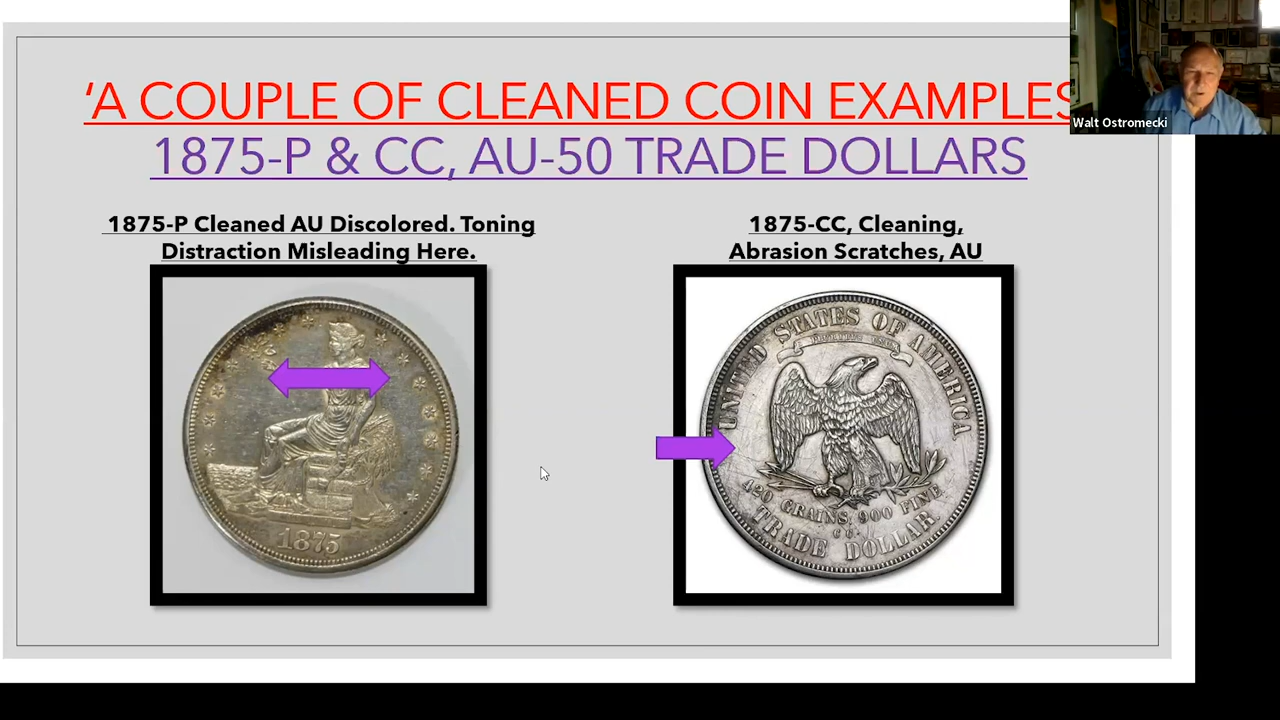 ‘A COUPLE OF CLEANED COIN EXAMPLES
1875-P & CC, AU-50 TRADE DOLLARS
Walt Ostromecki
1875-P Cleaned AU Discolored. Toning
Distraction Misleading Here.
1875-CC, Cleaning,
Abrasion Scratches, AU
1875
UNITED STATES OF AMERICA
420 GRAINS, 900 FINE.
CC
TRADE DOLLAR